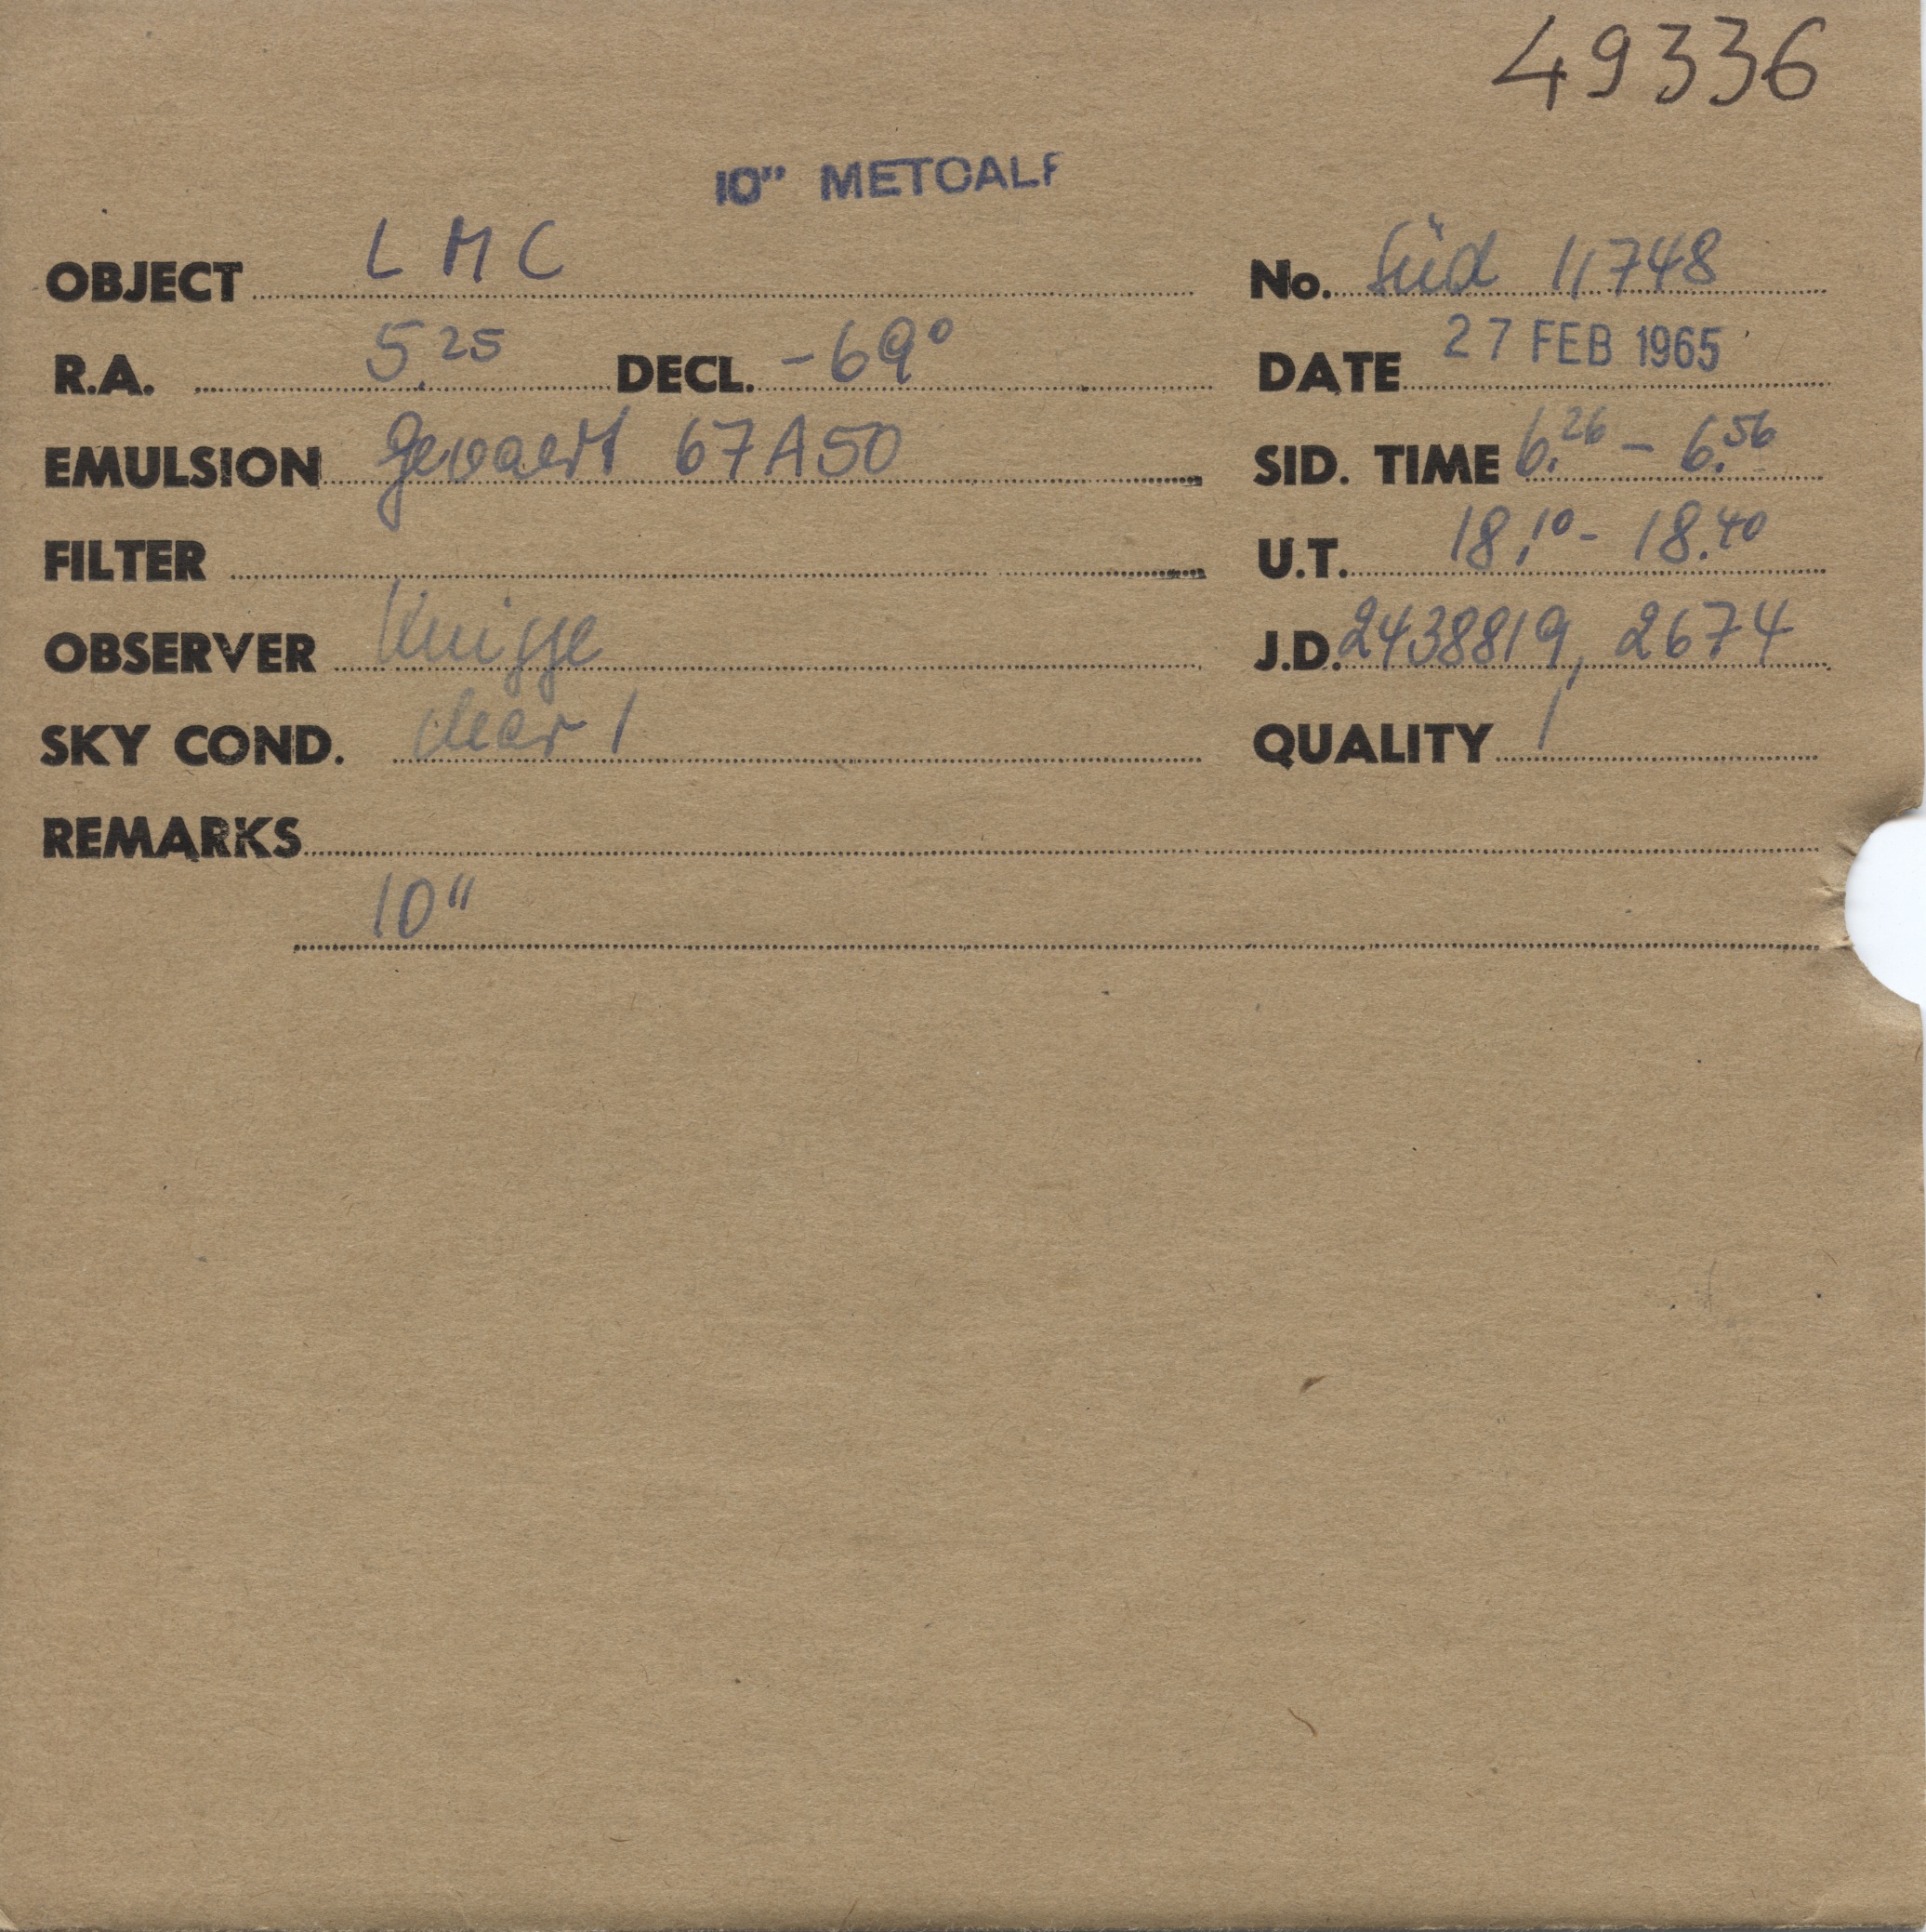 49336
10" METCALF
OBJECT LMC No. Süd 11748
R.A. 5.25 DECL. -69° DATE 27 FEB 1965
EMULSION Gevaert 67A50 SID. TIME 6.26 - 6.56
FILTER U.T. 18.10 - 18.40
OBSERVER Knigge J.D. 2438819,2674
SKY COND. clear 1 QUALITY 1
REMARKS
10"